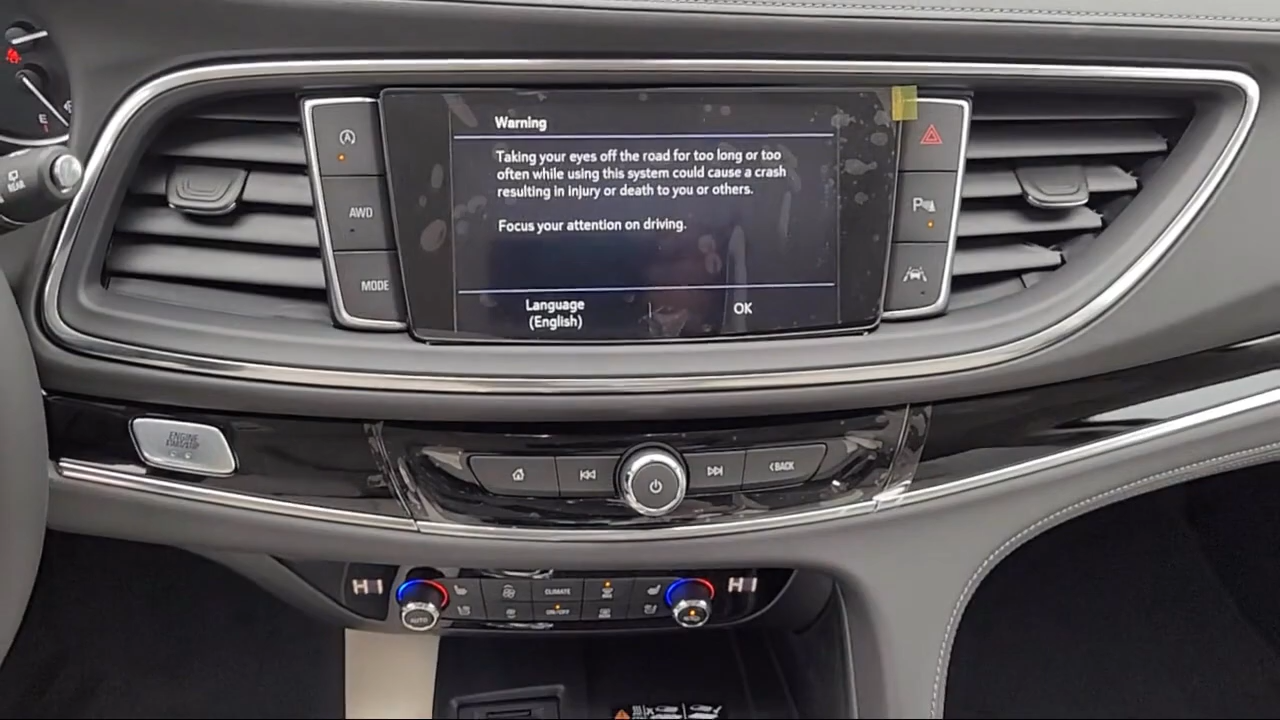 Warning
Taking your eyes off the road for too long or too
often while using this system could cause a crash
resulting in injury or death to you or others.
Focus your attention on driving.
Language
(English)
OK
A
AWD
MODE
P
E
REAR
ENGINE
START/STOP
<BACK
HI
CLIMATE
ON/OFF
AUTO
HI